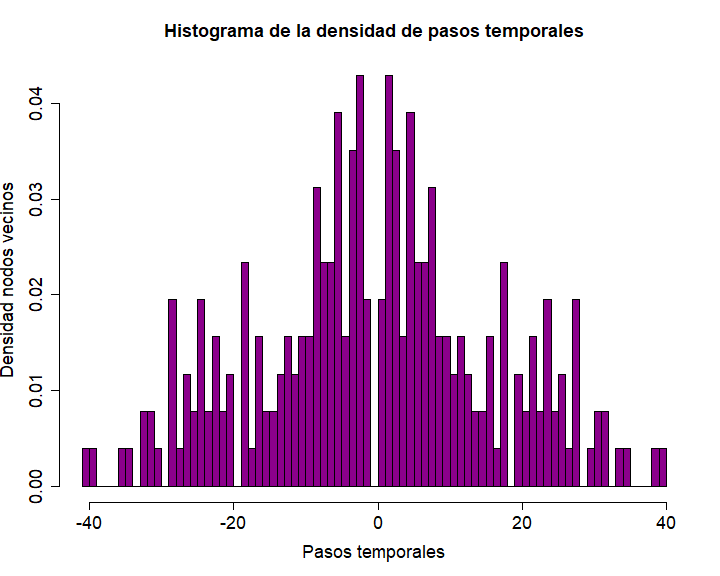 Histograma de la densidad de pasos temporales
Densidad nodos vecinos
0.04
0.03
0.02
0.01
0.00
-40 -20 0 20 40
Pasos temporales